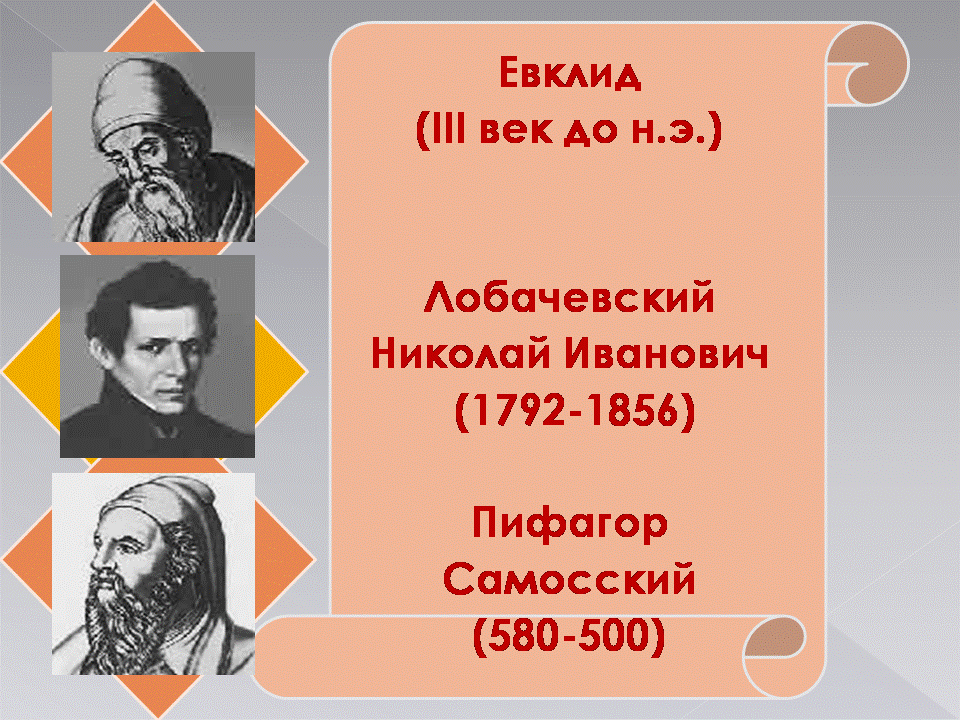 Евклид
(III век до н.э.)
Лобачевский
Николай Иванович
(1792-1856)
Пифагор
Самосский
(580-500)